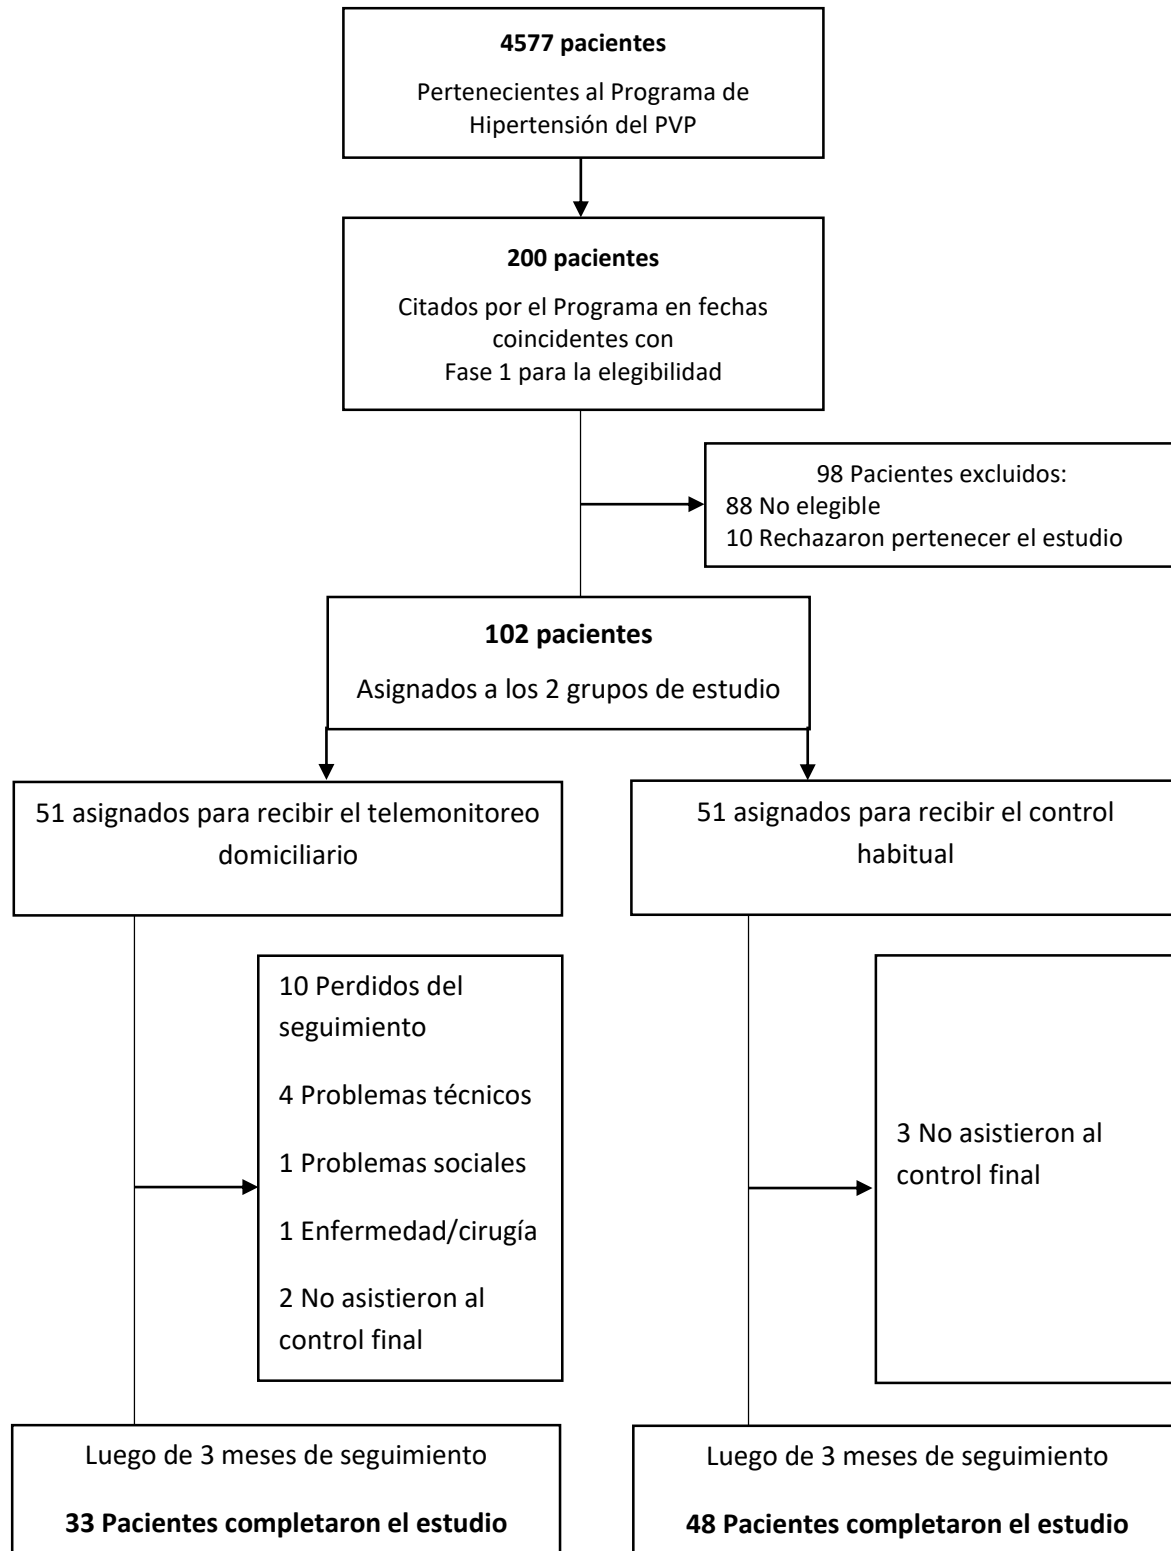 4577 pacientes
Pertenecientes al Programa de
Hipertensión del PVP
200 pacientes
Citados por el Programa en fechas
coincidentes con
Fase 1 para la elegibilidad
98 Pacientes excluidos:
88 No elegible
10 Rechazaron pertenecer el estudio
102 pacientes
Asignados a los 2 grupos de estudio
51 asignados para recibir el telemonitoreo
domiciliario
51 asignados para recibir el control
habitual
10 Perdidos del
seguimiento
4 Problemas técnicos
1 Problemas sociales
1 Enfermedad/cirugía
2 No asistieron al
control final
3 No asistieron al
control final
Luego de 3 meses de seguimiento
33 Pacientes completaron el estudio
Luego de 3 meses de seguimiento
48 Pacientes completaron el estudio